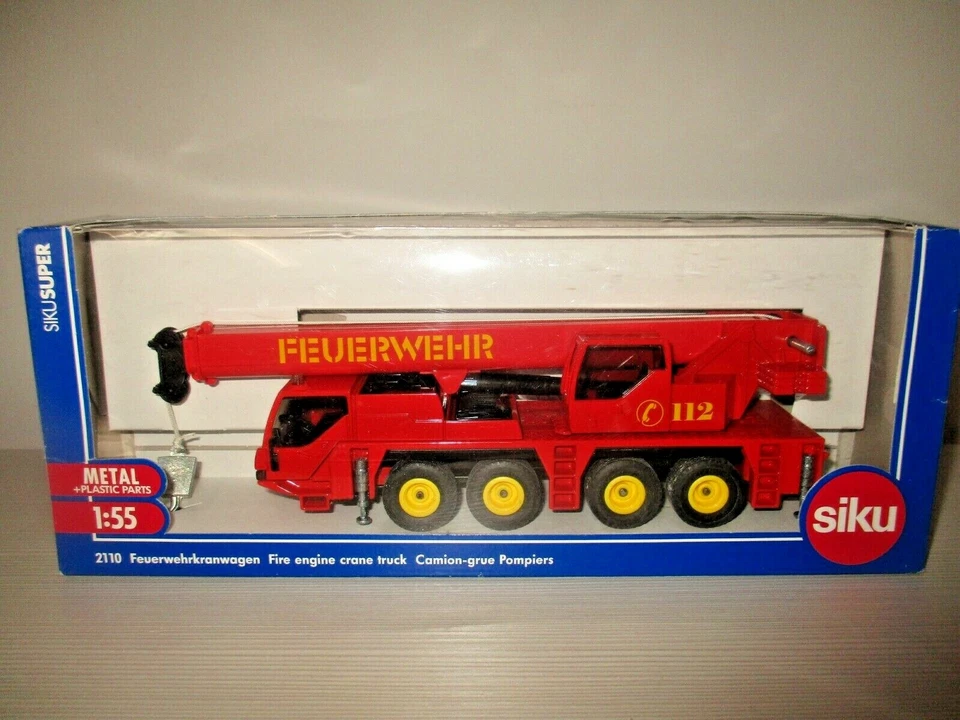 SIKUSUPER
FEUERWEHR
112
METAL
+PLASTIC PARTS
1:55
siku
2110 Feuerwehrkranwagen Fire engine crane truck Camion-grue Pompiers